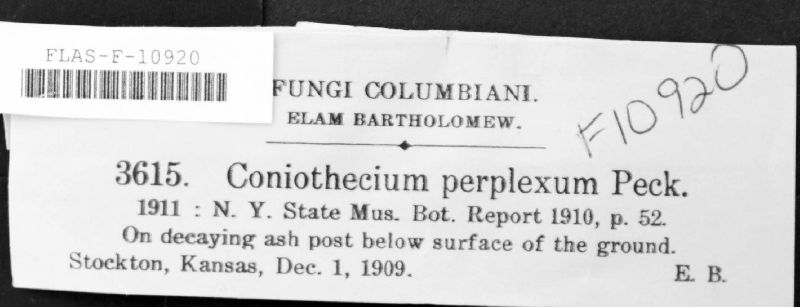 FLAS-F-10920
FUNGI COLUMBIANI.
ELAM BARTHOLOMEW.
F10920
3615. Coniothecium perplexum Peck.
1911 : N. Y. State Mus. Bot. Report 1910, p. 52.
On decaying ash post below surface of the ground.
Stockton, Kansas, Dec. 1, 1909. E. B.